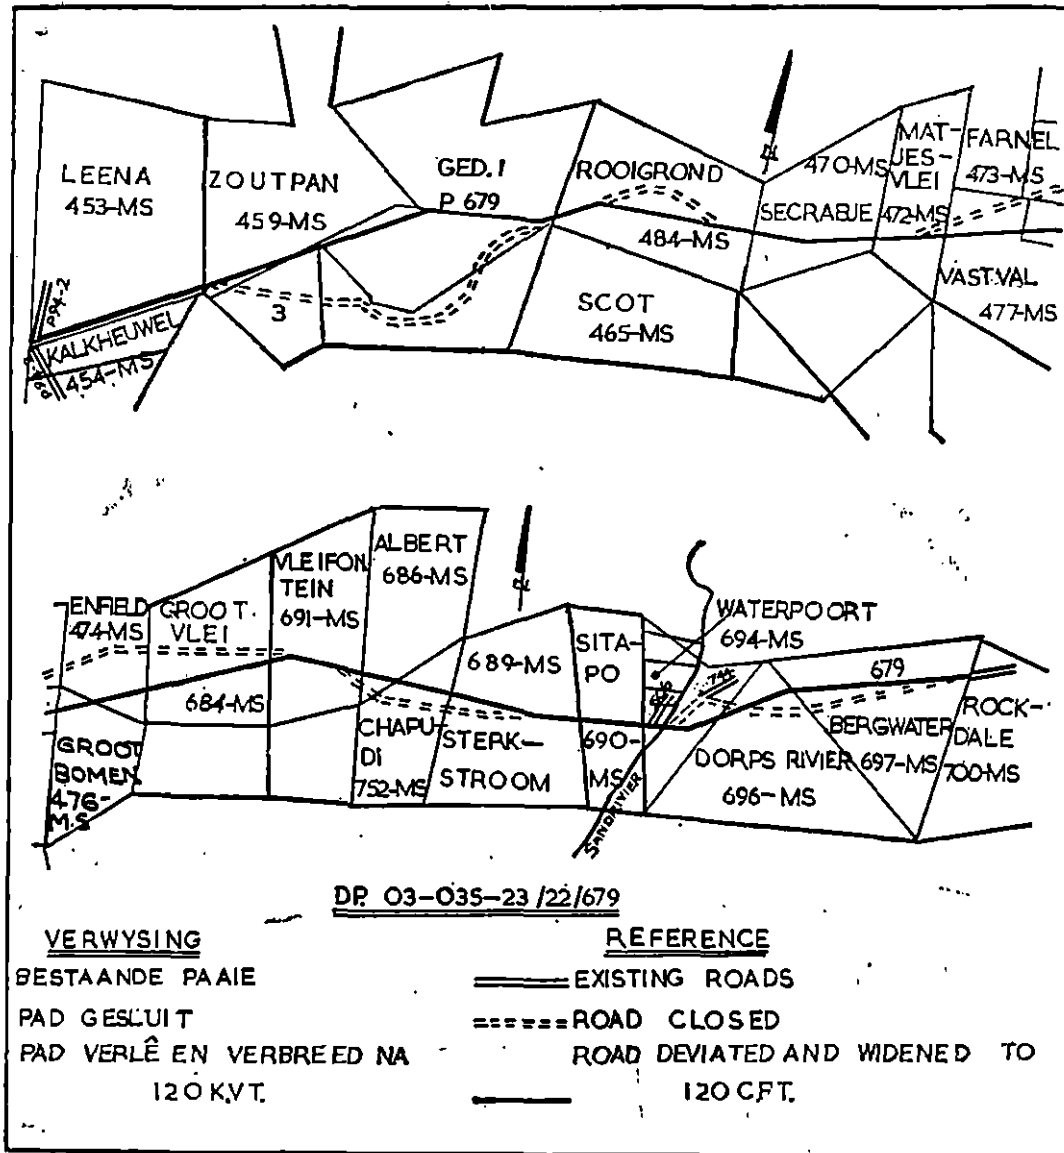 LEENA
453-MS
ZOUTPAN
459-MS
GED. 1
P 679
ROOIGROND
484-MS
470-MS
SECRABJE
MAT-
JES-
VLEI
472-MS
FARNEL
473-MS
VASTVAL
477-MS
SCOT
465-MS
3
P94-2
KALKHEUWEL
454-MS
ENFIELD
474-MS
GROOT
VLEI
VLEIFON
TEIN
691-MS
ALBERT
686-MS
684-MS
689-MS
SITA-
PO
WATERPOORT
694-MS
679
GROOT
BOMEN
476-
M.S
CHAPU-
DI
752-MS
STERK-
STROOM
690-
MS
SANDRIVIER
DORPS RIVIER
696-MS
BERGWATER
697-MS
ROCK-
DALE
700-MS
DP. 03-035-23/22/679
VERWYSING REFERENCE
BESTAANDE PAAIE EXISTING ROADS
PAD GESLUIT ROAD CLOSED
PAD VERLÊ EN VERBREED NA ROAD DEVIATED AND WIDENED TO
120 K.VT. 120 C.FT.